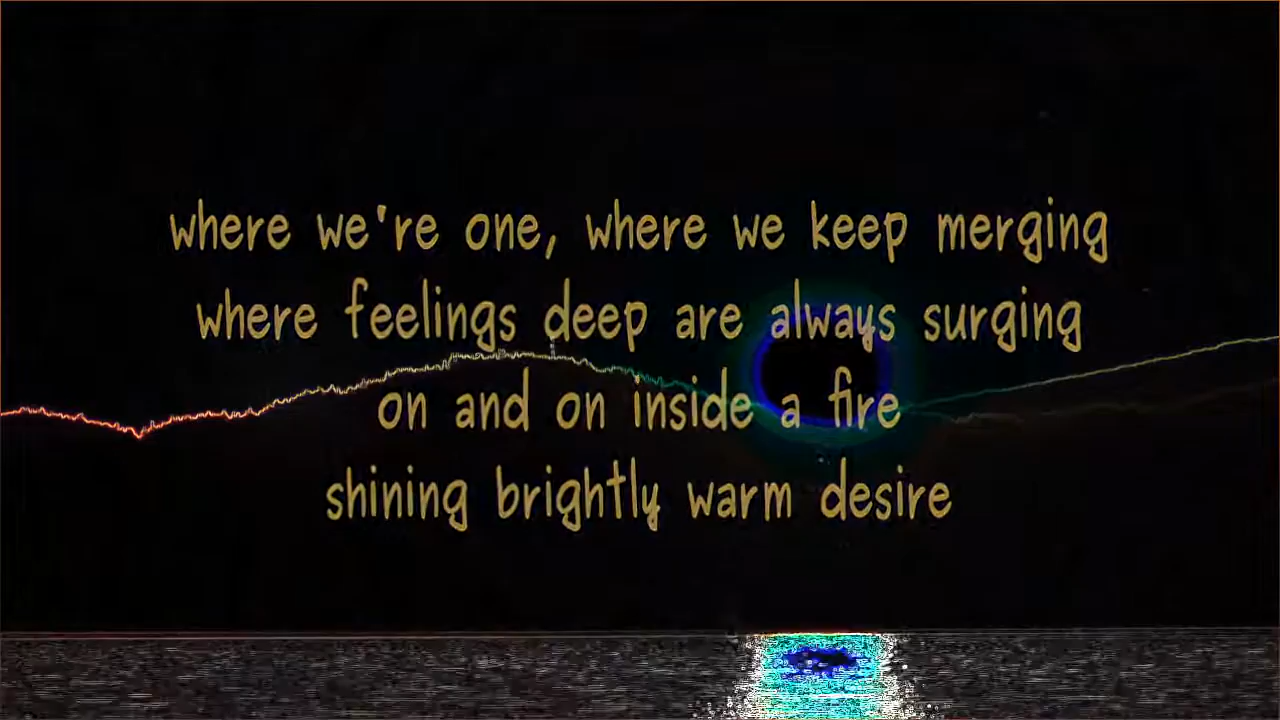 where we're one, where we keep merging
where feelings deep are always surging
on and on inside a fire
shining brightly warm desire